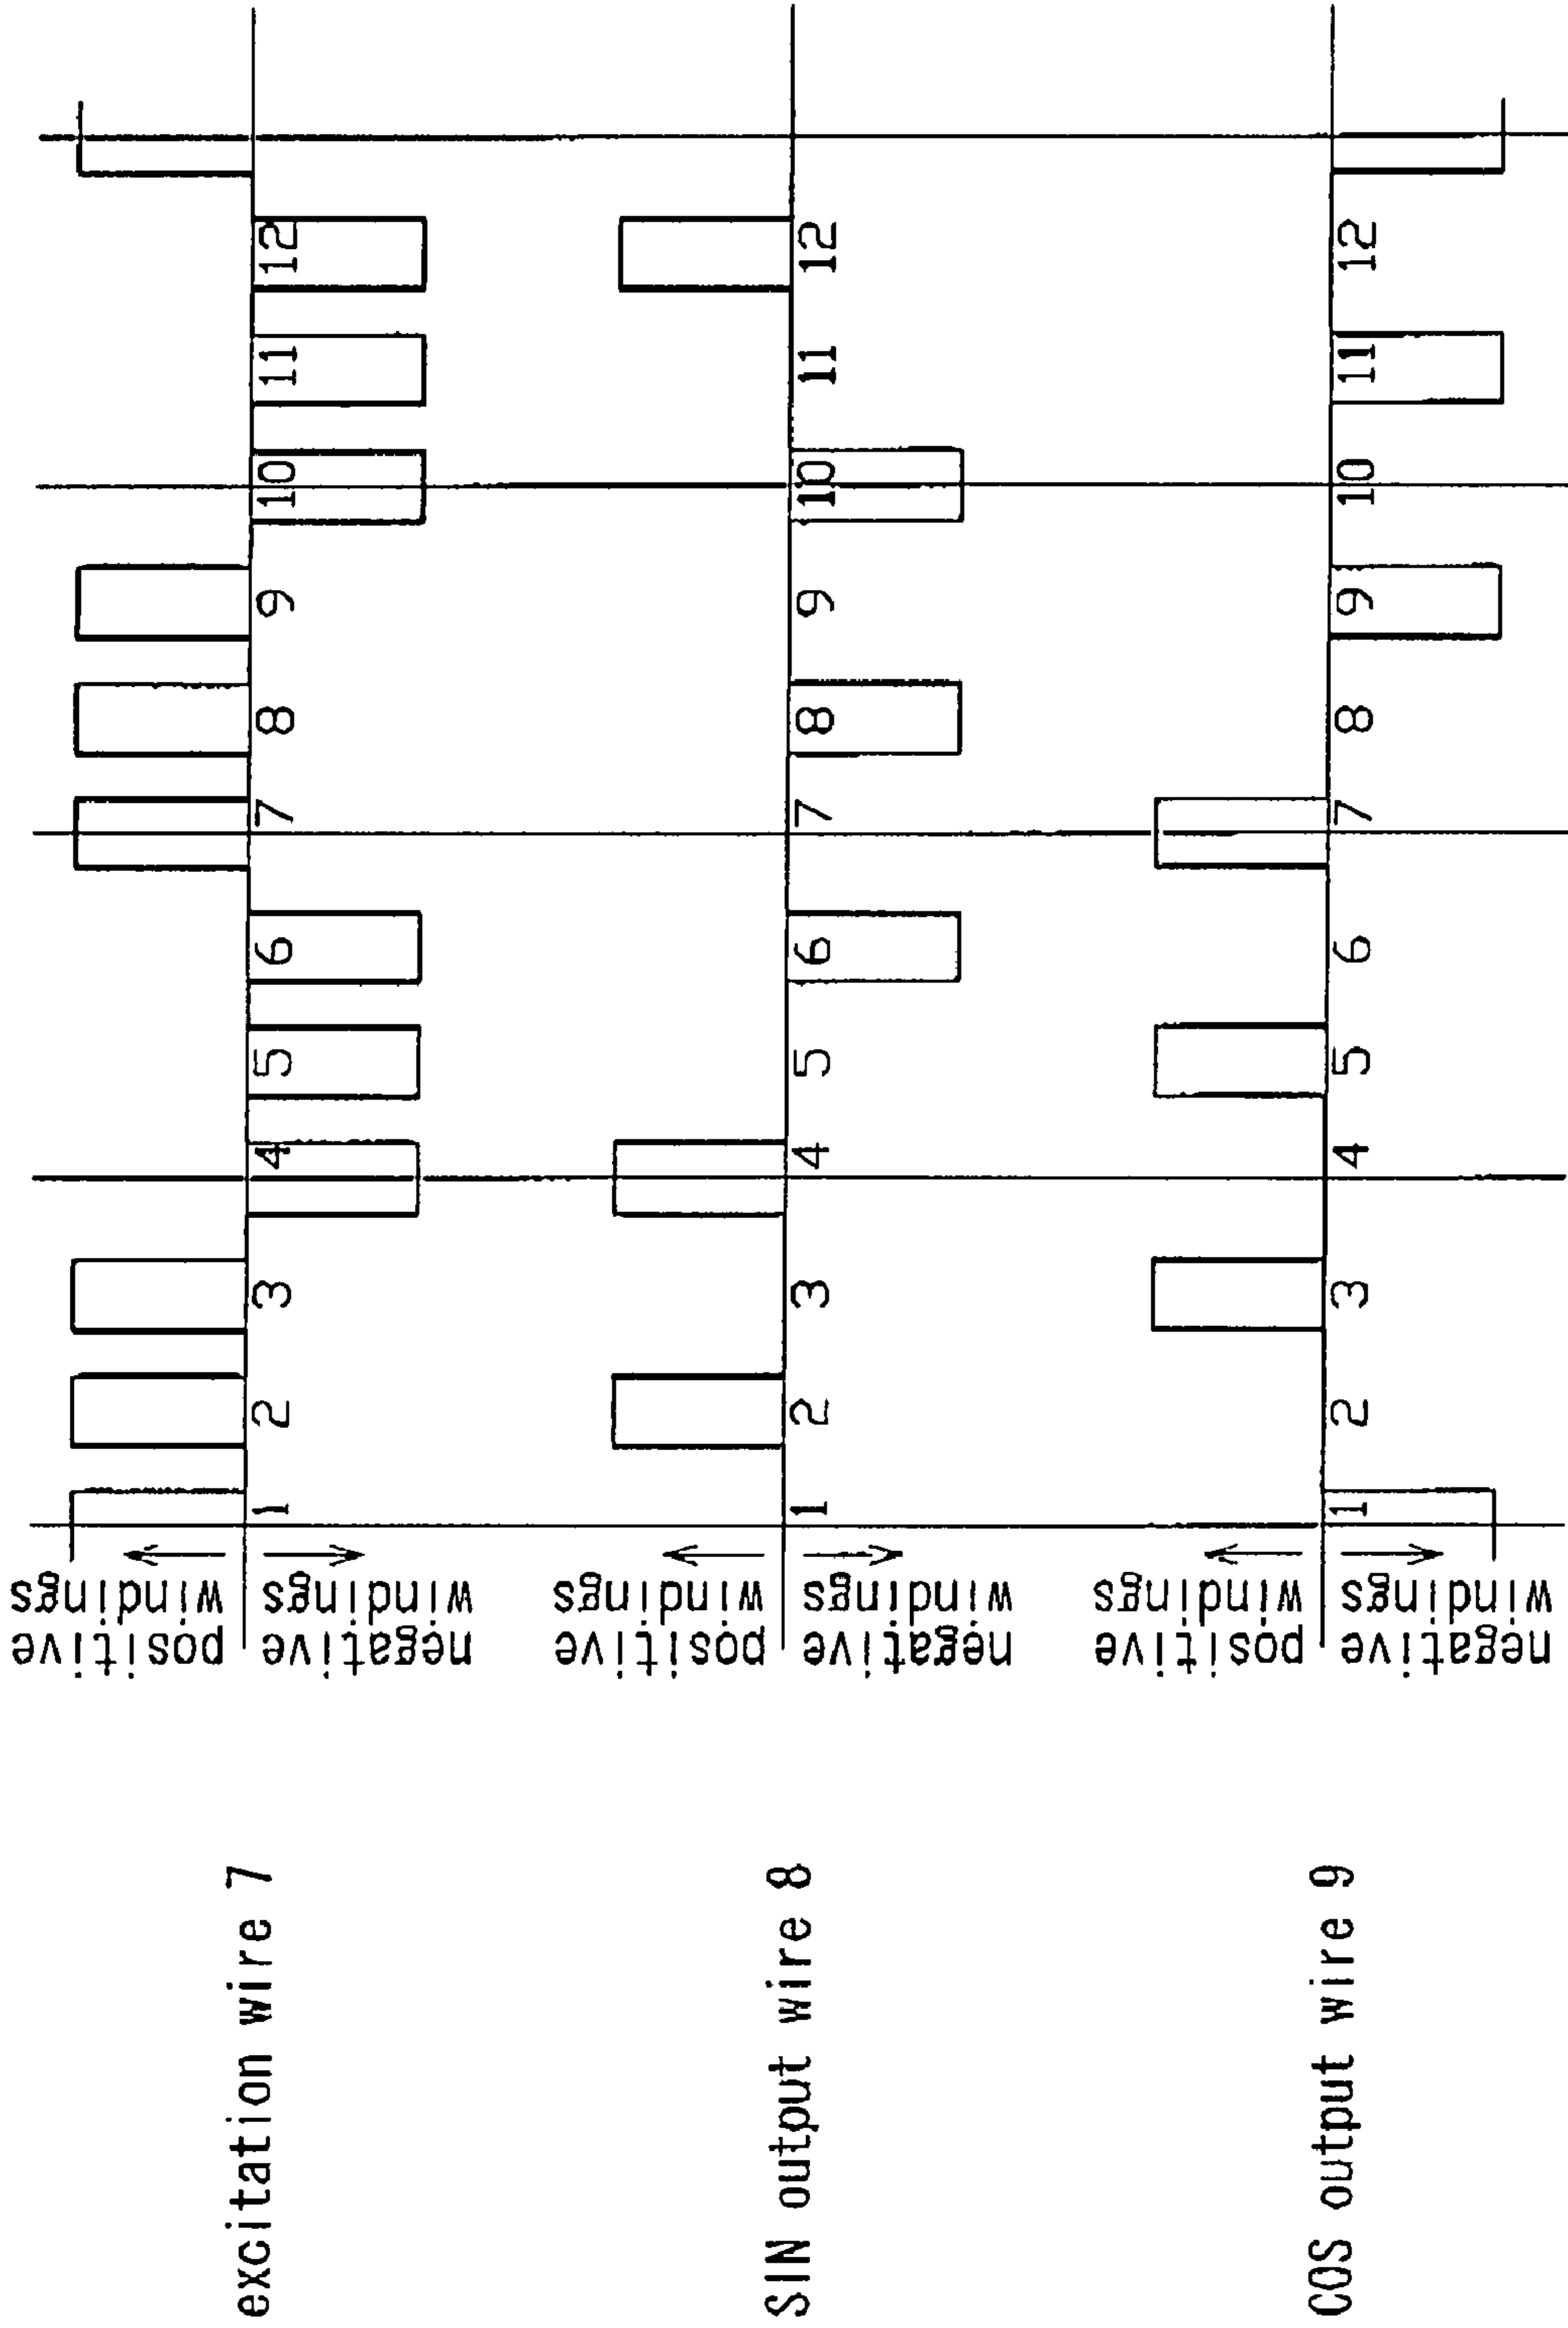 excitation wire 7
positive
windings
negative
windings
1 2 3 4 5 6 7 8 9 10 11 12
SIN output wire 8
positive
windings
negative
windings
1 2 3 4 5 6 7 8 9 10 11 12
COS output wire 9
positive
windings
negative
windings
1 2 3 4 5 6 7 8 9 10 11 12